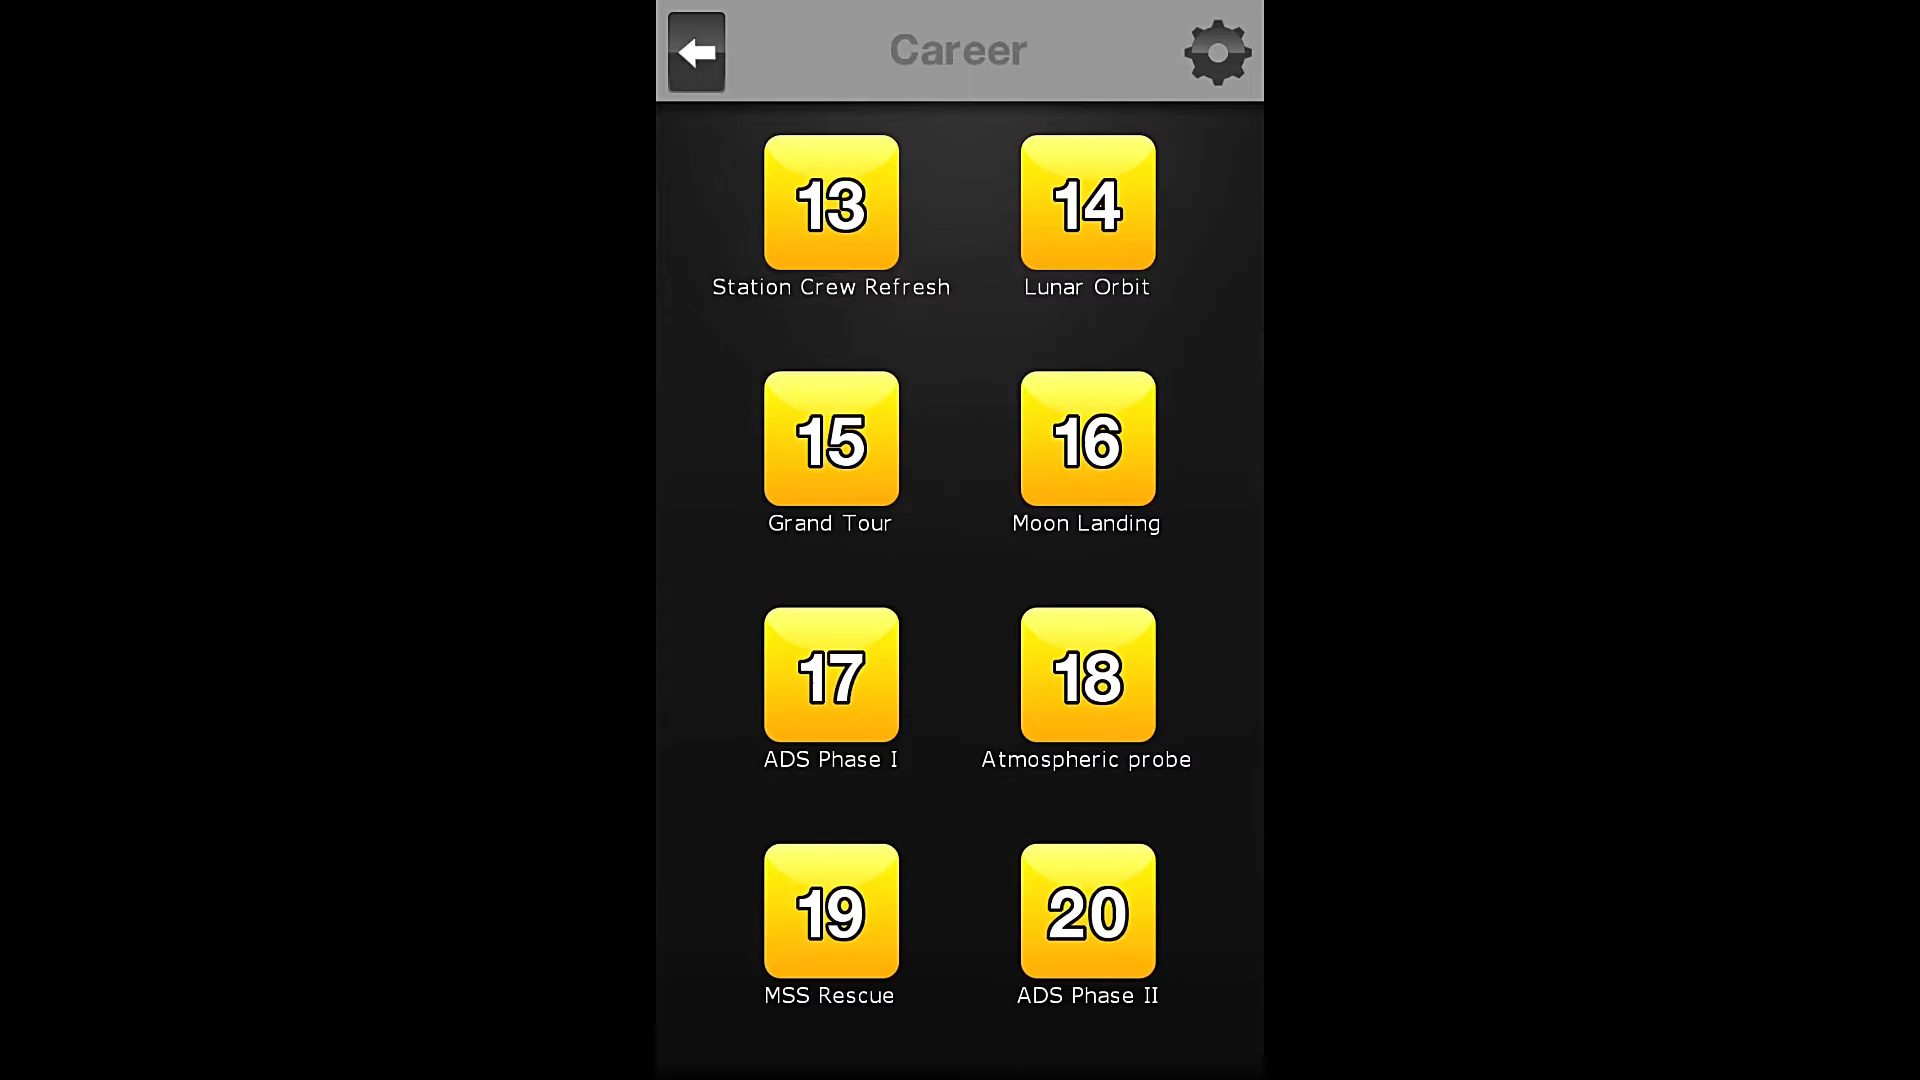 Career
13
14
Station Crew Refresh
Lunar Orbit
15
16
Grand Tour
Moon Landing
17
18
ADS Phase I
Atmospheric probe
19
20
MSS Rescue
ADS Phase II